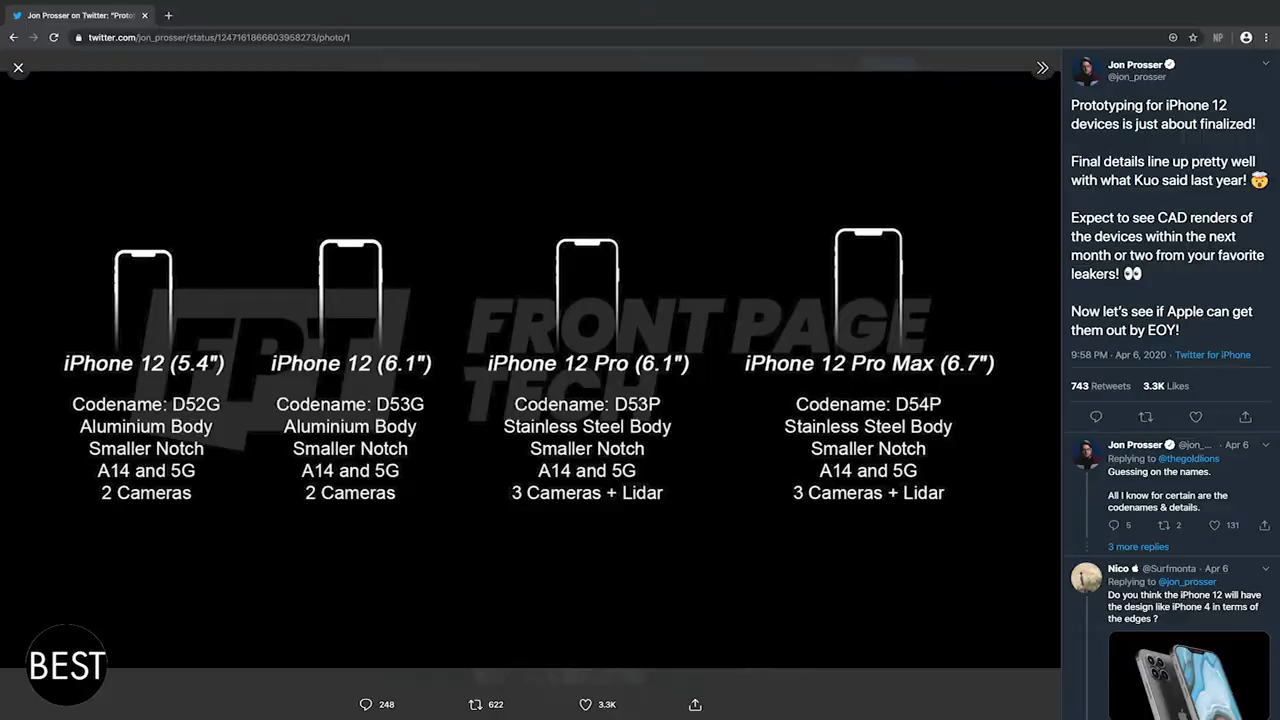 Jon Prosser on Twitter: "Proto
twitter.com/jon_prosser/status/1247161866603958273/photo/1
NP
FPT FRONT PAGE TECH
iPhone 12 (5.4")
Codename: D52G
Aluminium Body
Smaller Notch
A14 and 5G
2 Cameras
iPhone 12 (6.1")
Codename: D53G
Aluminium Body
Smaller Notch
A14 and 5G
2 Cameras
iPhone 12 Pro (6.1")
Codename: D53P
Stainless Steel Body
Smaller Notch
A14 and 5G
3 Cameras + Lidar
iPhone 12 Pro Max (6.7")
Codename: D54P
Stainless Steel Body
Smaller Notch
A14 and 5G
3 Cameras + Lidar
BEST
248 622 3.3K
Jon Prosser
@jon_prosser
Prototyping for iPhone 12
devices is just about finalized!
Final details line up pretty well
with what Kuo said last year! 🤯
Expect to see CAD renders of
the devices within the next
month or two from your favorite
leakers! 👀
Now let's see if Apple can get
them out by EOY!
9:58 PM · Apr 6, 2020 · Twitter for iPhone
743 Retweets 3.3K Likes
Jon Prosser @jon_... · Apr 6
Replying to @thegoldlions
Guessing on the names.
All I know for certain are the
codenames & details.
5 2 131
3 more replies
Nico @Surfmonta · Apr 6
Replying to @jon_prosser
Do you think the iPhone 12 will have
the design like iPhone 4 in terms of
the edges ?